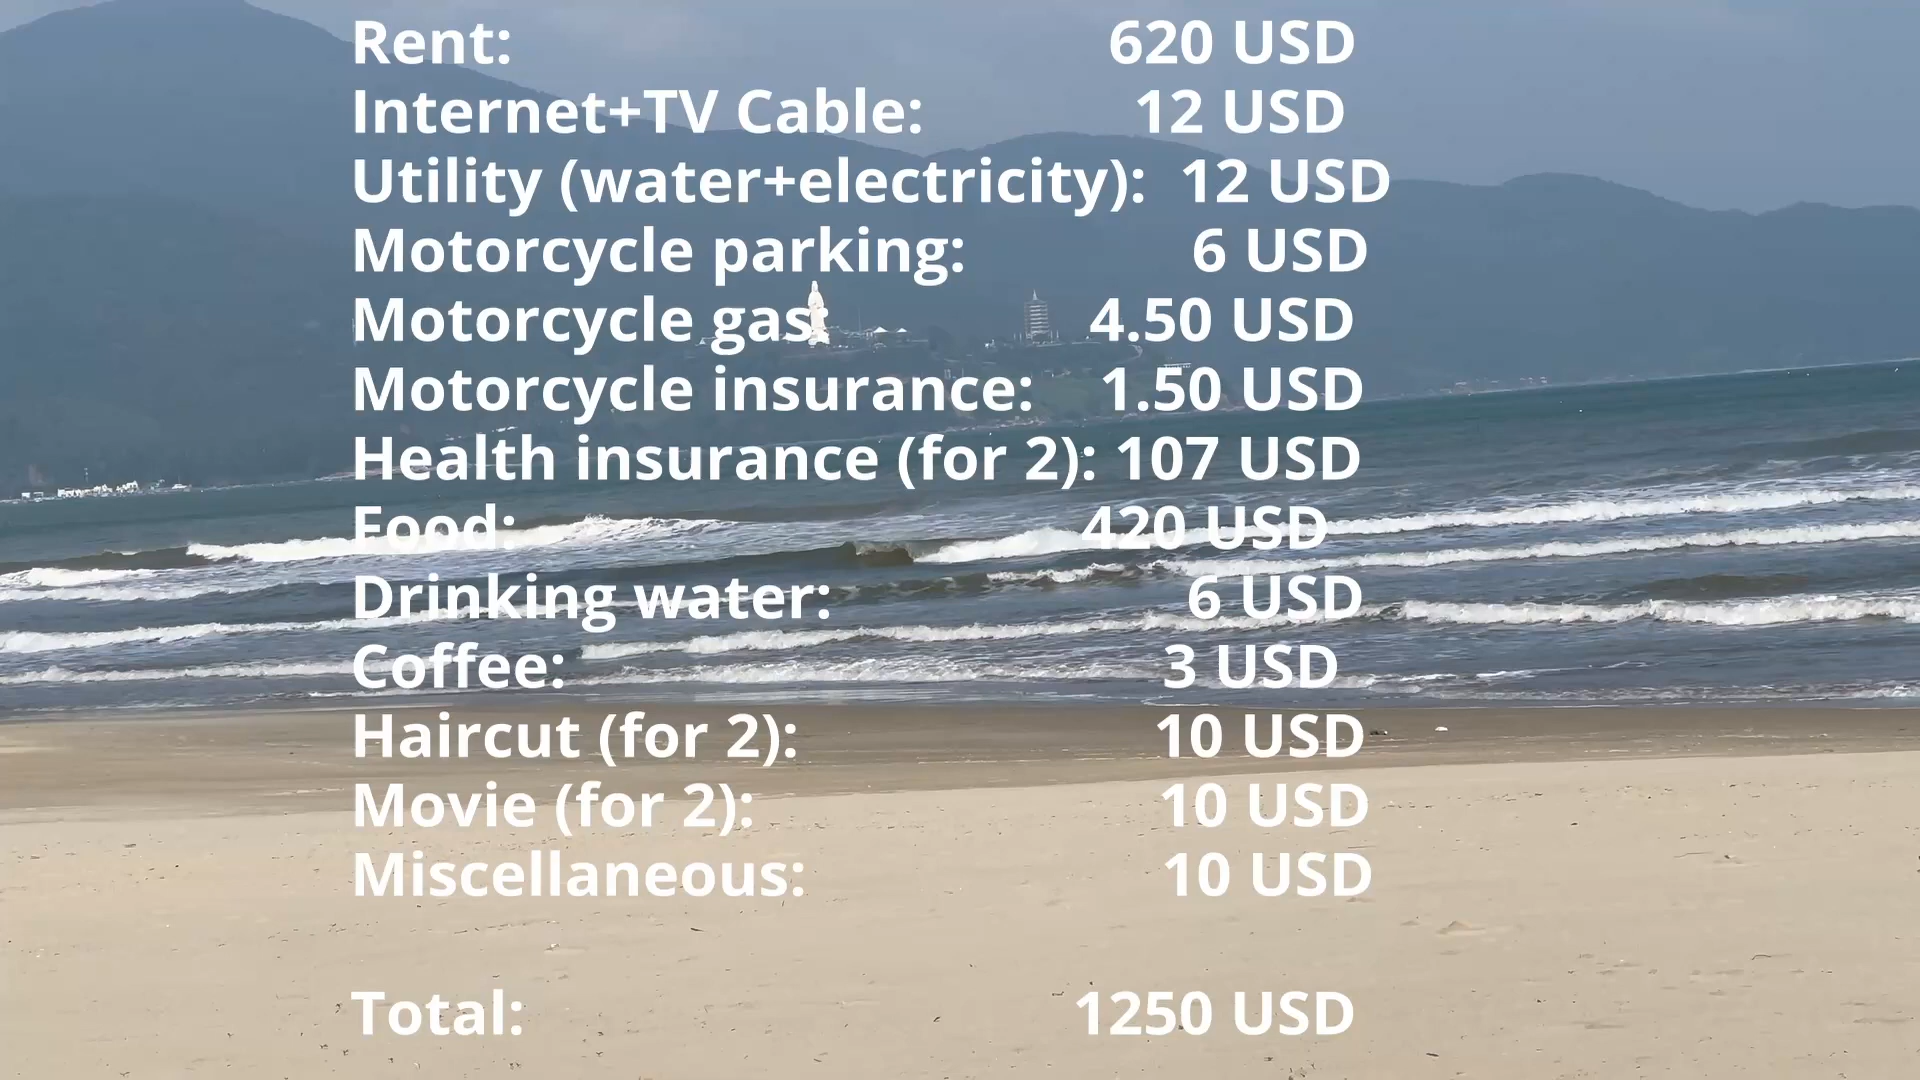 Rent: 620 USD
Internet+TV Cable: 12 USD
Utility (water+electricity): 12 USD
Motorcycle parking: 6 USD
Motorcycle gas: 4.50 USD
Motorcycle insurance: 1.50 USD
Health insurance (for 2): 107 USD
Food: 420 USD
Drinking water: 6 USD
Coffee: 3 USD
Haircut (for 2): 10 USD
Movie (for 2): 10 USD
Miscellaneous: 10 USD
Total: 1250 USD